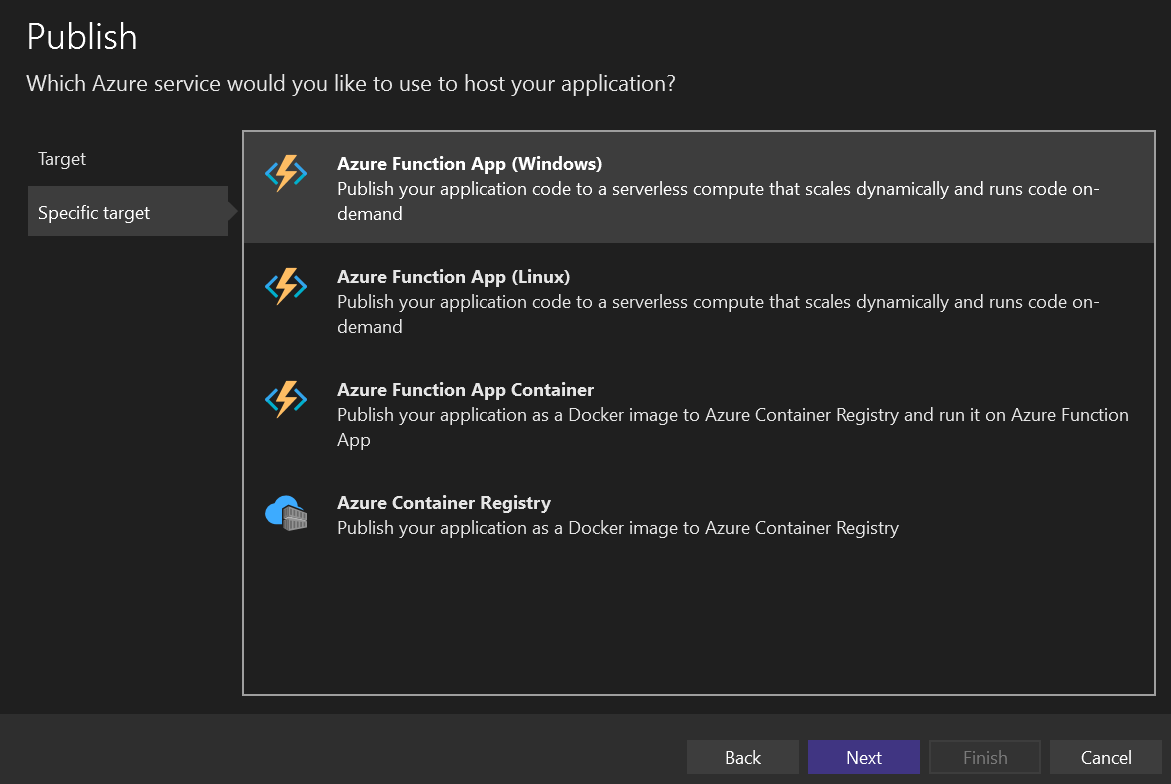 Publish
Which Azure service would you like to use to host your application?
Target
Specific target
Azure Function App (Windows)
Publish your application code to a serverless compute that scales dynamically and runs code on-
demand
Azure Function App (Linux)
Publish your application code to a serverless compute that scales dynamically and runs code on-
demand
Azure Function App Container
Publish your application as a Docker image to Azure Container Registry and run it on Azure Function
App
Azure Container Registry
Publish your application as a Docker image to Azure Container Registry
Back
Next
Finish
Cancel